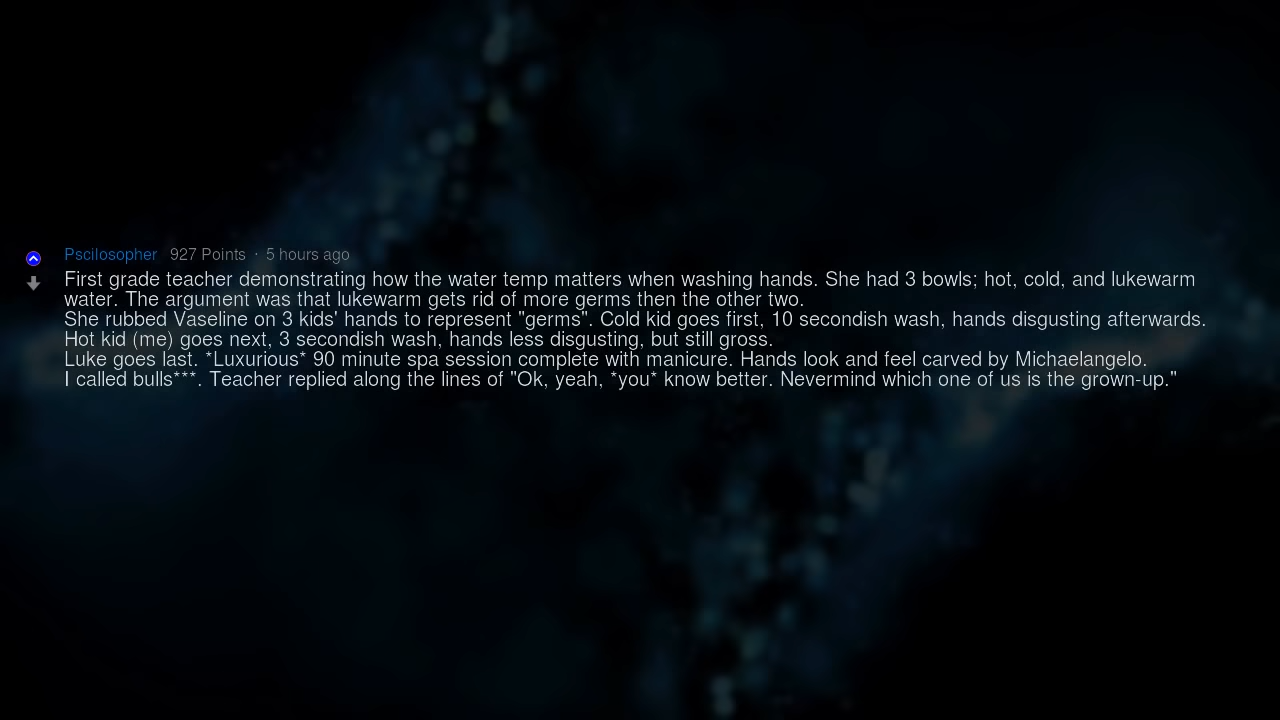 Pscilosopher 927 Points · 5 hours ago
First grade teacher demonstrating how the water temp matters when washing hands. She had 3 bowls; hot, cold, and lukewarm
water. The argument was that lukewarm gets rid of more germs then the other two.
She rubbed Vaseline on 3 kids' hands to represent "germs". Cold kid goes first, 10 secondish wash, hands disgusting afterwards.
Hot kid (me) goes next, 3 secondish wash, hands less disgusting, but still gross.
Luke goes last. *Luxurious* 90 minute spa session complete with manicure. Hands look and feel carved by Michaelangelo.
I called bulls***. Teacher replied along the lines of "Ok, yeah, *you* know better. Nevermind which one of us is the grown-up."